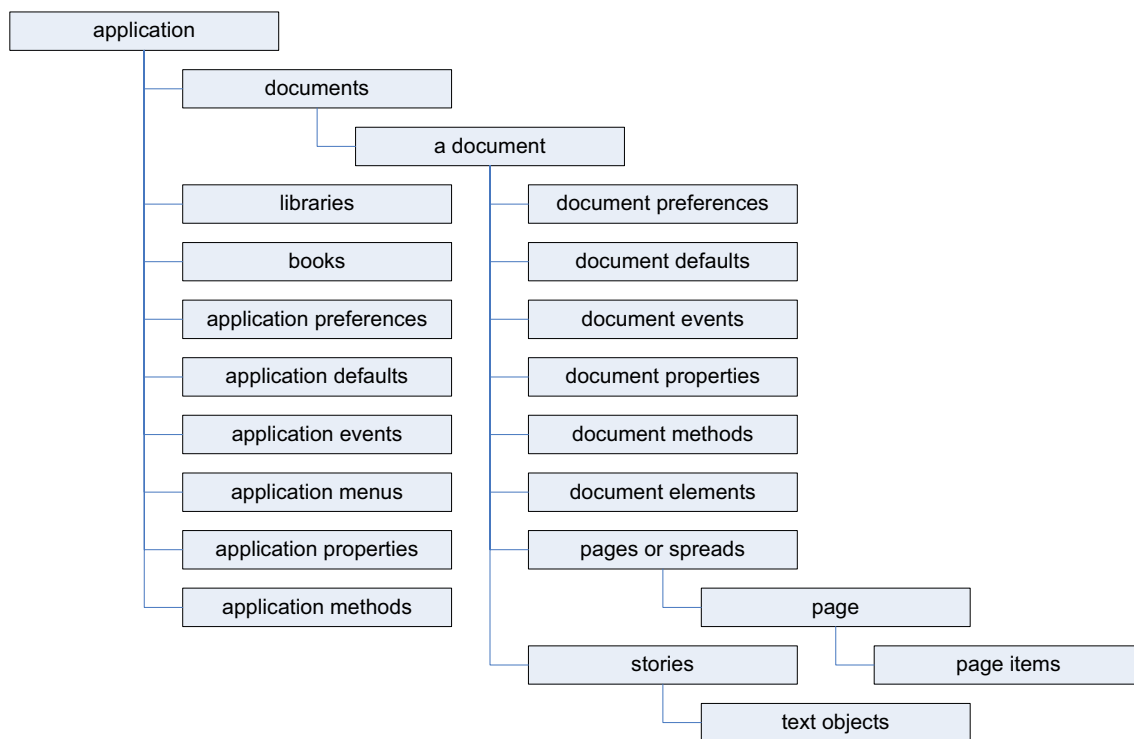 application
documents
a document
libraries
document preferences
books
document defaults
application preferences
document events
application defaults
document properties
application events
document methods
application menus
document elements
application properties
pages or spreads
application methods
page
stories
page items
text objects